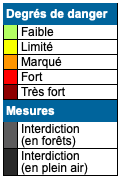 Degrés de danger
Faible
Limité
Marqué
Fort
Très fort
Mesures
Interdiction
(en forêts)
Interdiction
(en plein air)